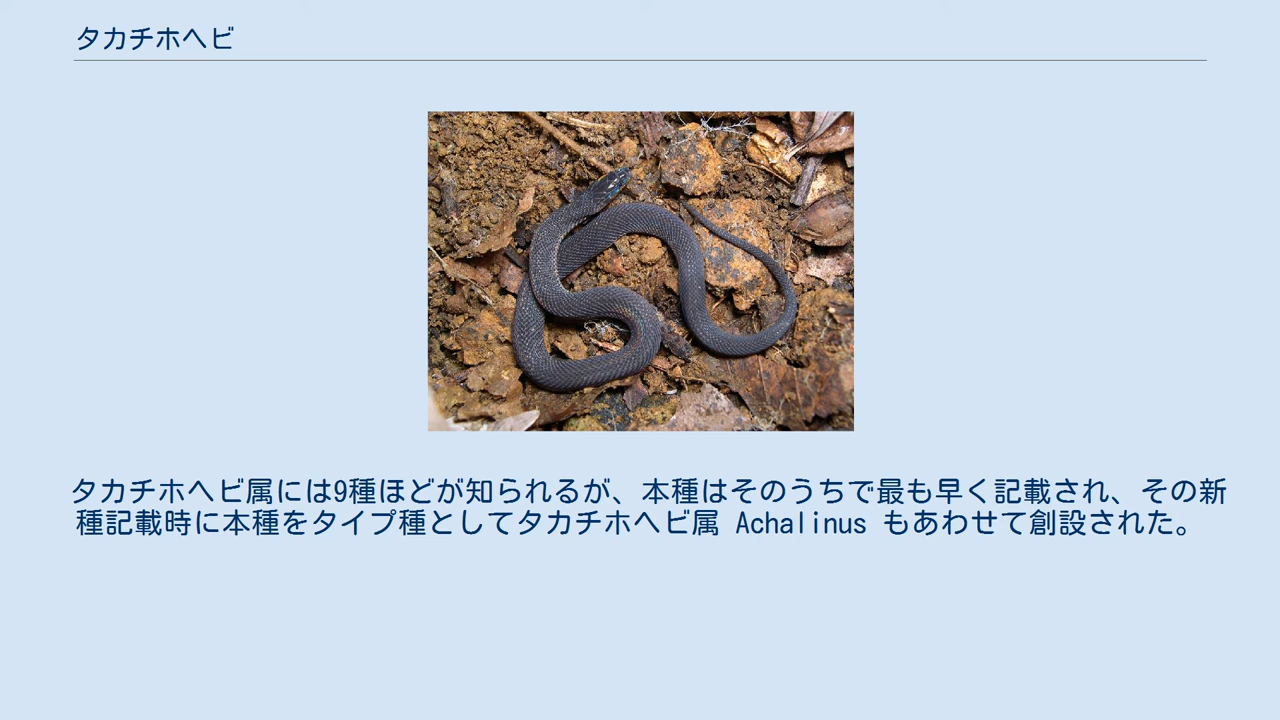 タカチホヘビ
タカチホヘビ属には9種ほどが知られるが、本種はそのうちで最も早く記載され、その新
種記載時に本種をタイプ種としてタカチホヘビ属 Achalinus もあわせて創設された。